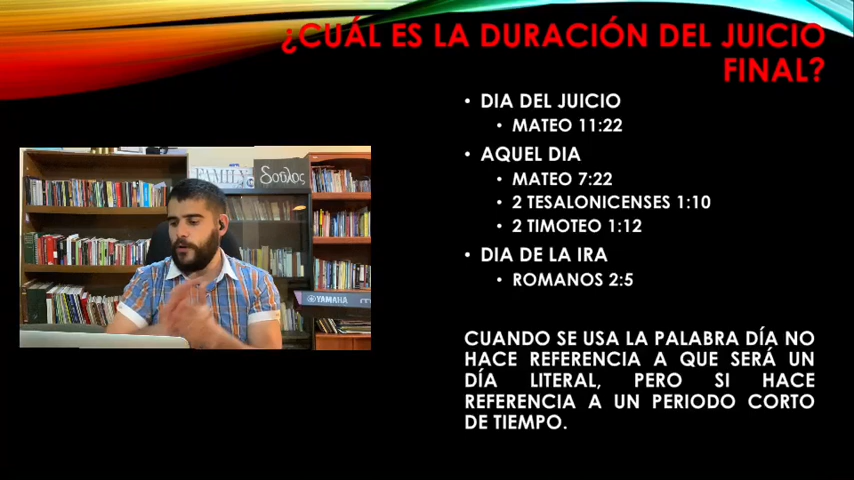 ¿CUÁL ES LA DURACIÓN DEL JUICIO
FINAL?
• DIA DEL JUICIO
• MATEO 11:22
• AQUEL DIA
• MATEO 7:22
• 2 TESALONICENSES 1:10
• 2 TIMOTEO 1:12
• DIA DE LA IRA
• ROMANOS 2:5
CUANDO SE USA LA PALABRA DÍA NO
HACE REFERENCIA A QUE SERÁ UN
DÍA LITERAL, PERO SI HACE
REFERENCIA A UN PERIODO CORTO
DE TIEMPO.
FAMILY
δοῦλος
YAMAHA